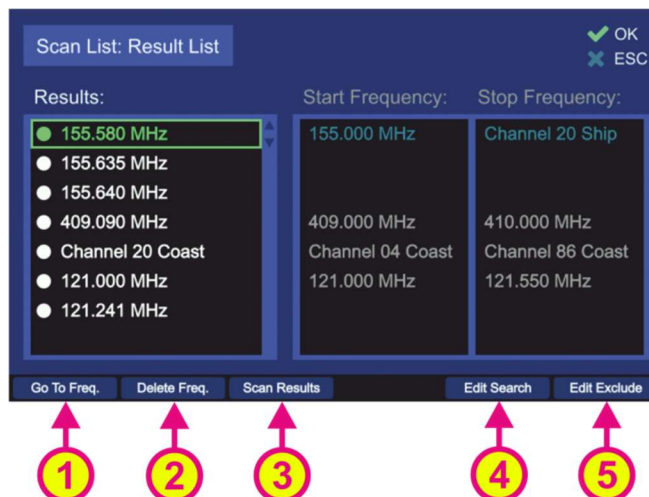 Scan List: Result List
OK
ESC
Results:
Start Frequency:
Stop Frequency:
155.580 MHz
155.000 MHz
Channel 20 Ship
155.635 MHz
155.640 MHz
409.090 MHz
409.000 MHz
410.000 MHz
Channel 20 Coast
Channel 04 Coast
Channel 86 Coast
121.000 MHz
121.000 MHz
121.550 MHz
121.241 MHz
Go To Freq.
Delete Freq.
Scan Results
Edit Search
Edit Exclude
1
2
3
4
5